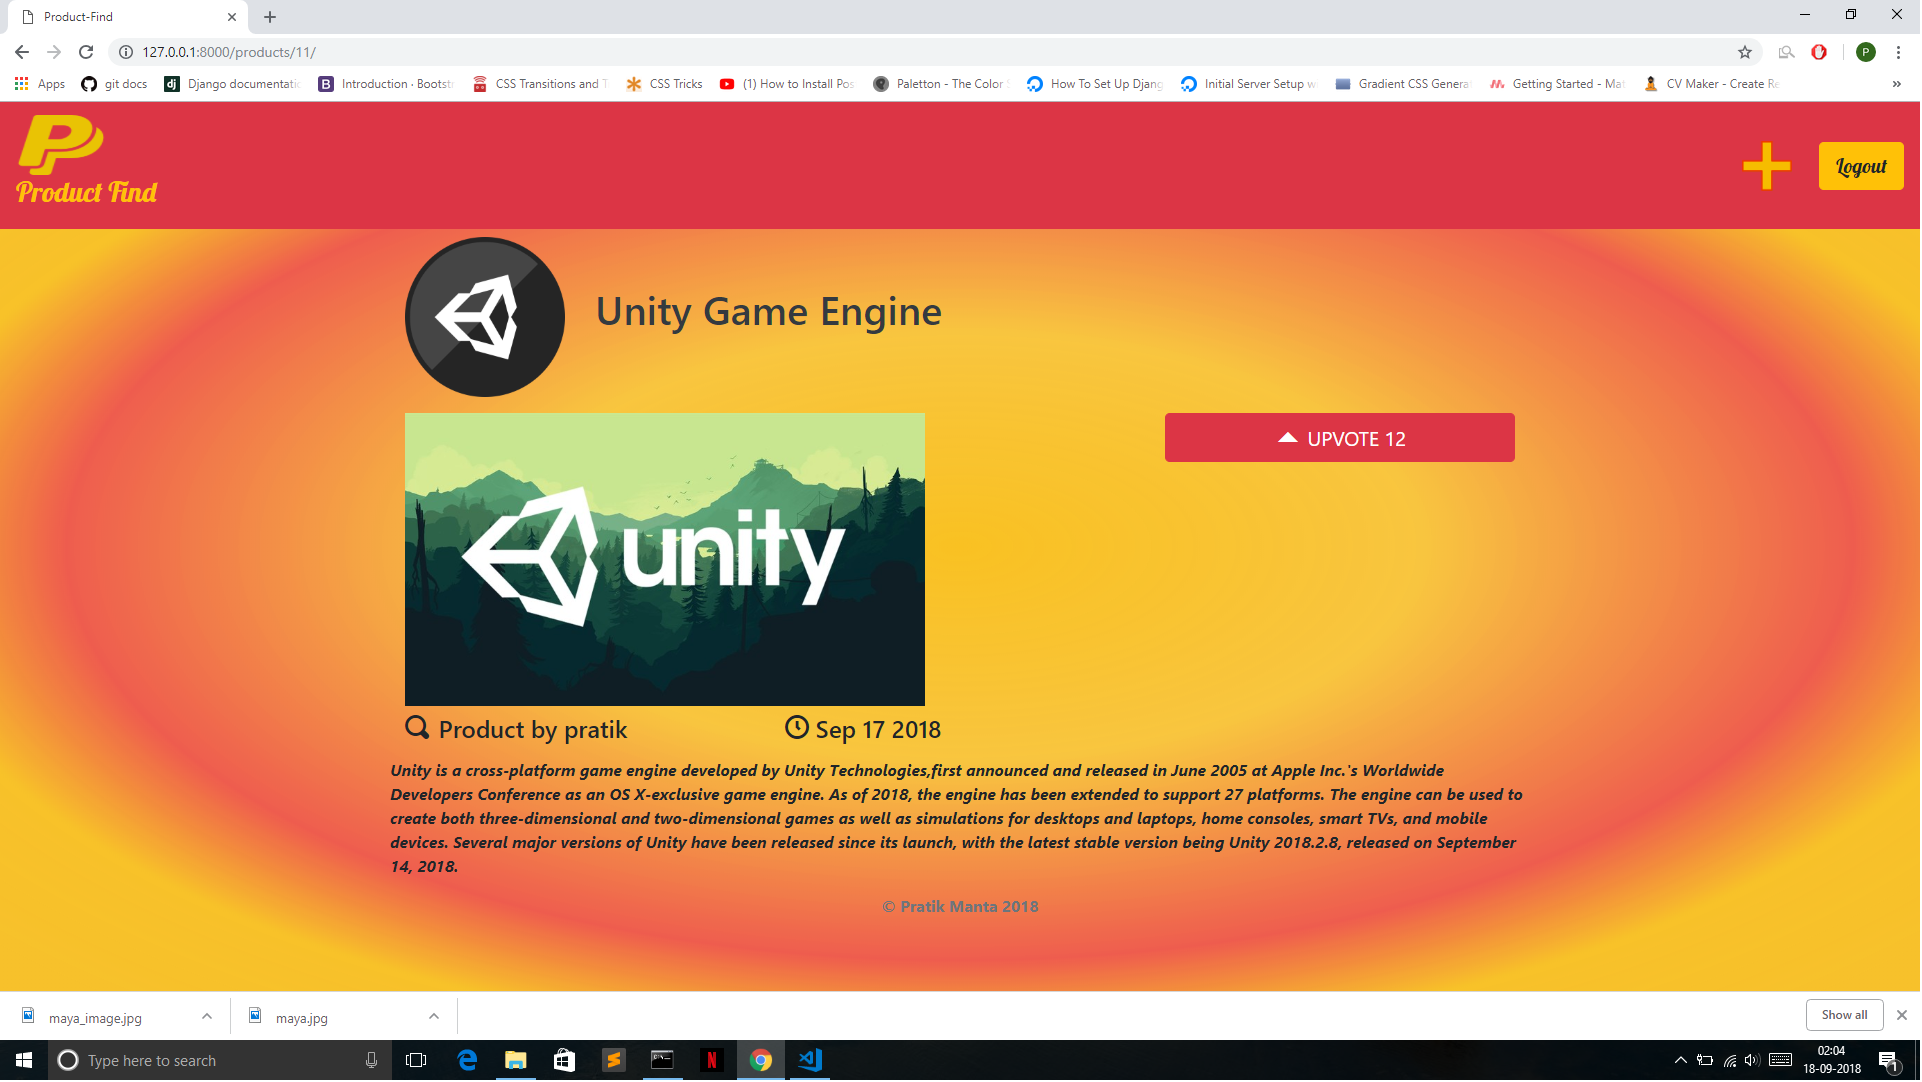 Product-Find
127.0.0.1:8000/products/11/
P
Apps
git docs
dj
Django documentatio
B
Introduction · Bootstr
CSS Transitions and T
CSS Tricks
(1) How to Install Pos
Paletton - The Color S
How To Set Up Djang
Initial Server Setup w
Gradient CSS Genera
Getting Started - Mat
CV Maker - Create Re
»
P
Product Find
Logout
Unity Game Engine
UPVOTE 12
unity
Product by pratik
Sep 17 2018
Unity is a cross-platform game engine developed by Unity Technologies,first announced and released in June 2005 at Apple Inc.`s Worldwide
Developers Conference as an OS X-exclusive game engine. As of 2018, the engine has been extended to support 27 platforms. The engine can be used to
create both three-dimensional and two-dimensional games as well as simulations for desktops and laptops, home consoles, smart TVs, and mobile
devices. Several major versions of Unity have been released since its launch, with the latest stable version being Unity 2018.2.8, released on September
14, 2018.
© Pratik Manta 2018
maya_image.jpg
maya.jpg
Show all
Type here to search
N
02:04
18-09-2018
1